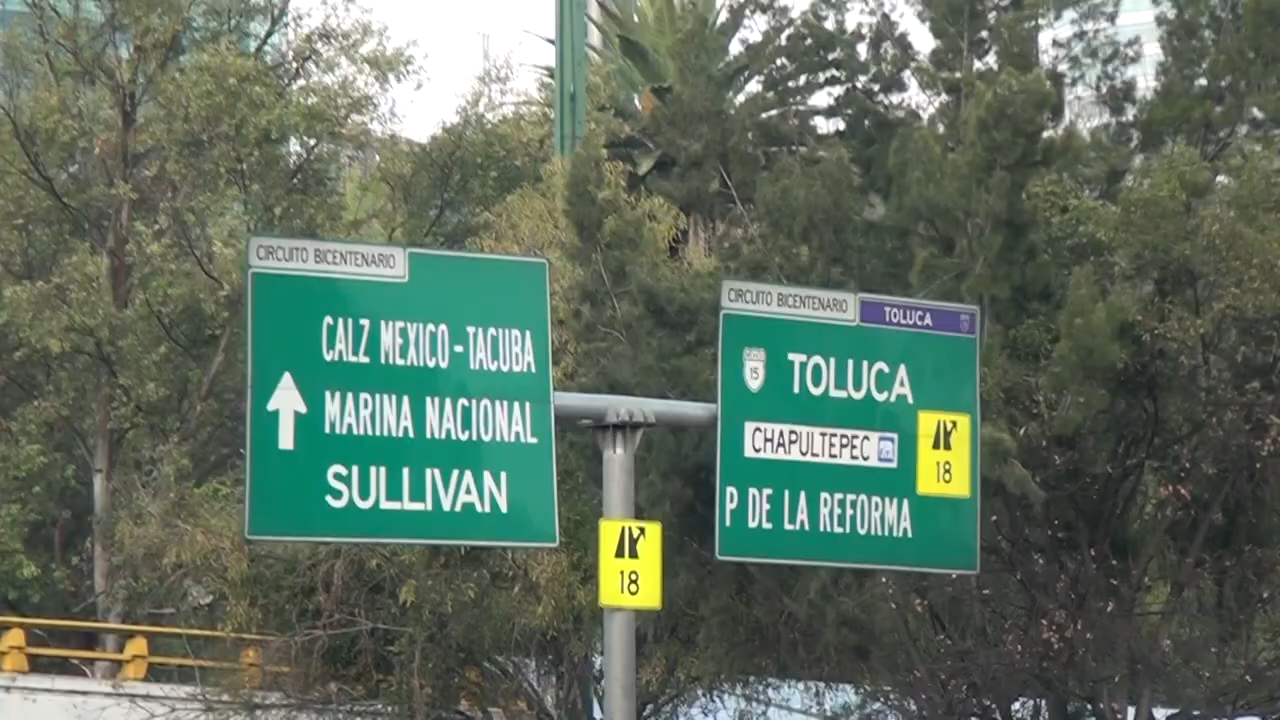 CIRCUITO BICENTENARIO
CALZ MEXICO-TACUBA
MARINA NACIONAL
SULLIVAN
18
CIRCUITO BICENTENARIO
TOLUCA
15
TOLUCA
CHAPULTEPEC
18
P DE LA REFORMA